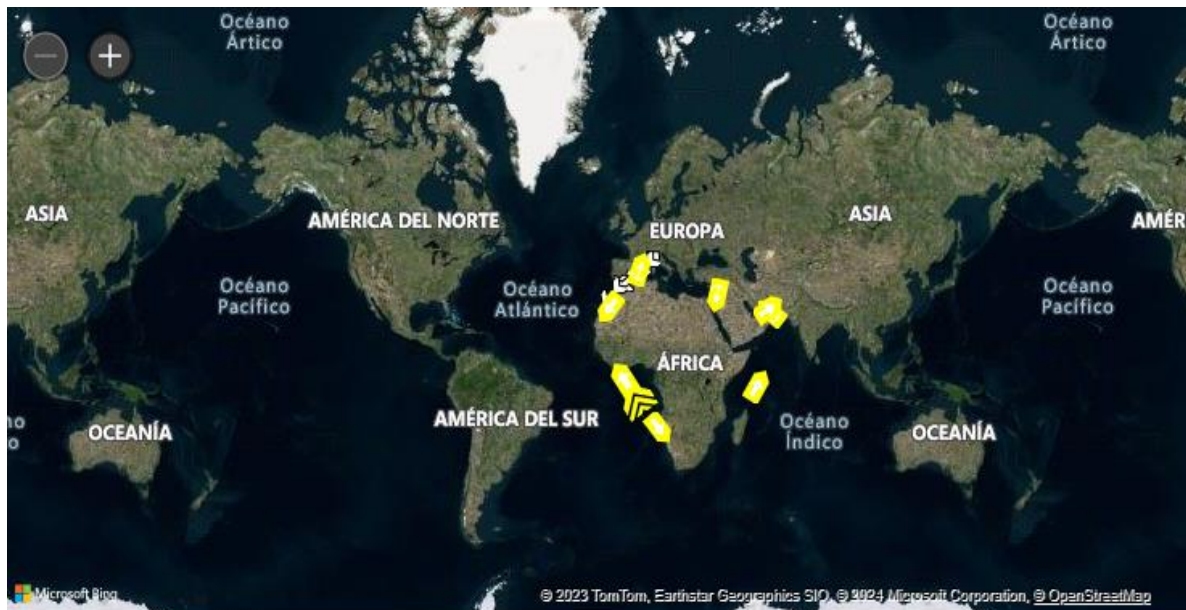 Océano
Ártico
Océano
Ártico
ASIA
AMÉRICA DEL NORTE
EUROPA
ASIA
AMÉR
Océano
Pacífico
Océano
Atlántico
Océano
Pacífico
ÁFRICA
OCEANÍA
AMÉRICA DEL SUR
Océano
Índico
OCEANÍA
no
o
Microsoft Bing
© 2023 TomTom, Earthstar Geographics SIO, © 2024 Microsoft Corporation, © OpenStreetMap